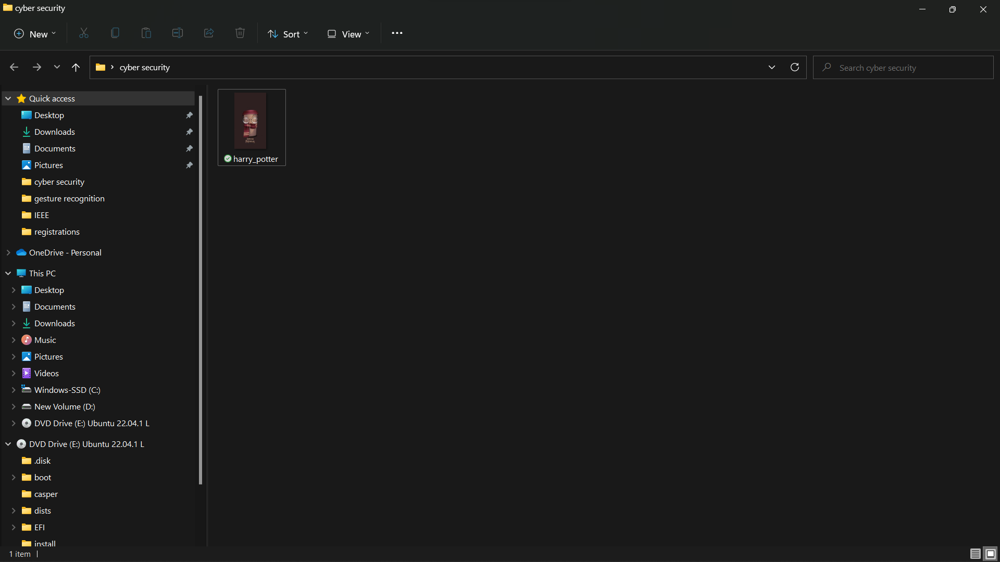 cyber security
New
Sort
View
cyber security
Search cyber security
Quick access
Desktop
Downloads
Documents
Pictures
cyber security
gesture recognition
IEEE
registrations
OneDrive - Personal
This PC
Desktop
Documents
Downloads
Music
Pictures
Videos
Windows-SSD (C:)
New Volume (D:)
DVD Drive (E:) Ubuntu 22.04.1 L
DVD Drive (E:) Ubuntu 22.04.1 L
.disk
boot
casper
dists
EFI
install
harry_potter
1 item